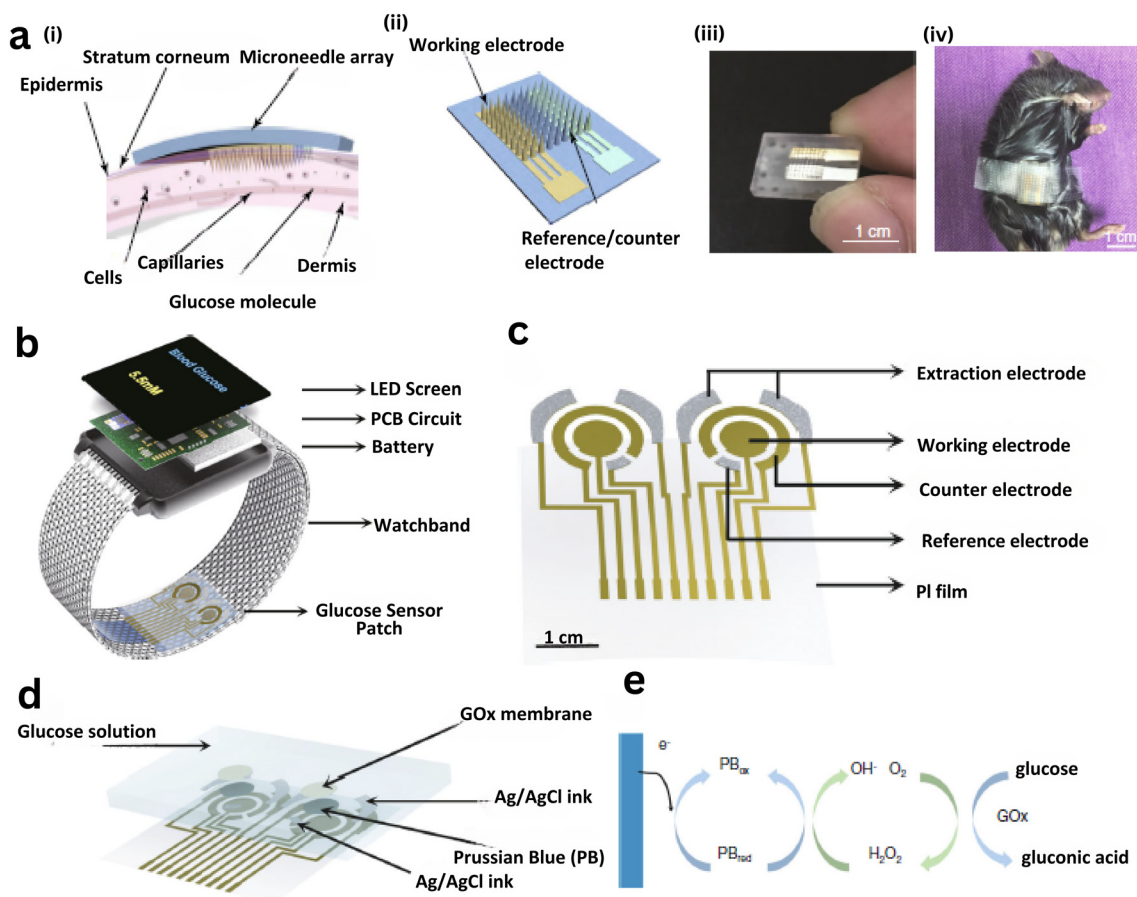 a
(i)
Stratum corneum
Microneedle array
Epidermis
Cells
Capillaries
Glucose molecule
Dermis
(ii)
Working electrode
Reference/counter
electrode
(iii)
1 cm
(iv)
1 cm
b
Blood Glucose
5.5mM
LED Screen
PCB Circuit
Battery
Watchband
Glucose Sensor
Patch
c
Extraction electrode
Working electrode
Counter electrode
Reference electrode
PI film
1 cm
d
Glucose solution
GOx membrane
Ag/AgCl ink
Prussian Blue (PB)
Ag/AgCl ink
e
e-
PBox
PBred
OH- O2
H2O2
glucose
GOx
gluconic acid